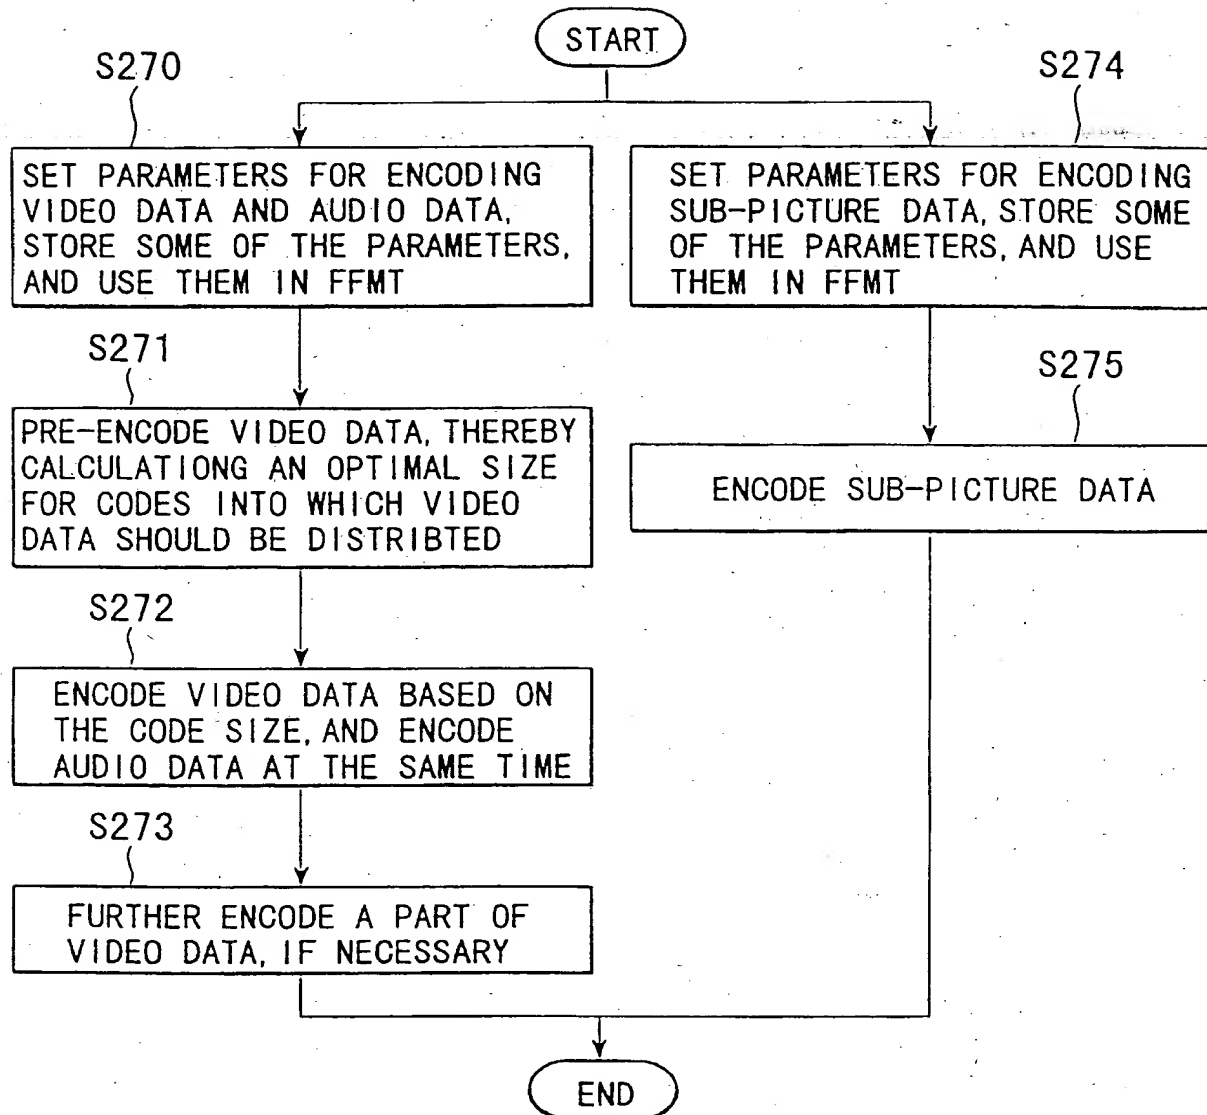 START
S270
SET PARAMETERS FOR ENCODING
VIDEO DATA AND AUDIO DATA,
STORE SOME OF THE PARAMETERS,
AND USE THEM IN FFMT
S271
PRE-ENCODE VIDEO DATA, THEREBY
CALCULATIONG AN OPTIMAL SIZE
FOR CODES INTO WHICH VIDEO
DATA SHOULD BE DISTRIBTED
S272
ENCODE VIDEO DATA BASED ON
THE CODE SIZE, AND ENCODE
AUDIO DATA AT THE SAME TIME
S273
FURTHER ENCODE A PART OF
VIDEO DATA, IF NECESSARY
S274
SET PARAMETERS FOR ENCODING
SUB-PICTURE DATA, STORE SOME
OF THE PARAMETERS, AND USE
THEM IN FFMT
S275
ENCODE SUB-PICTURE DATA
END